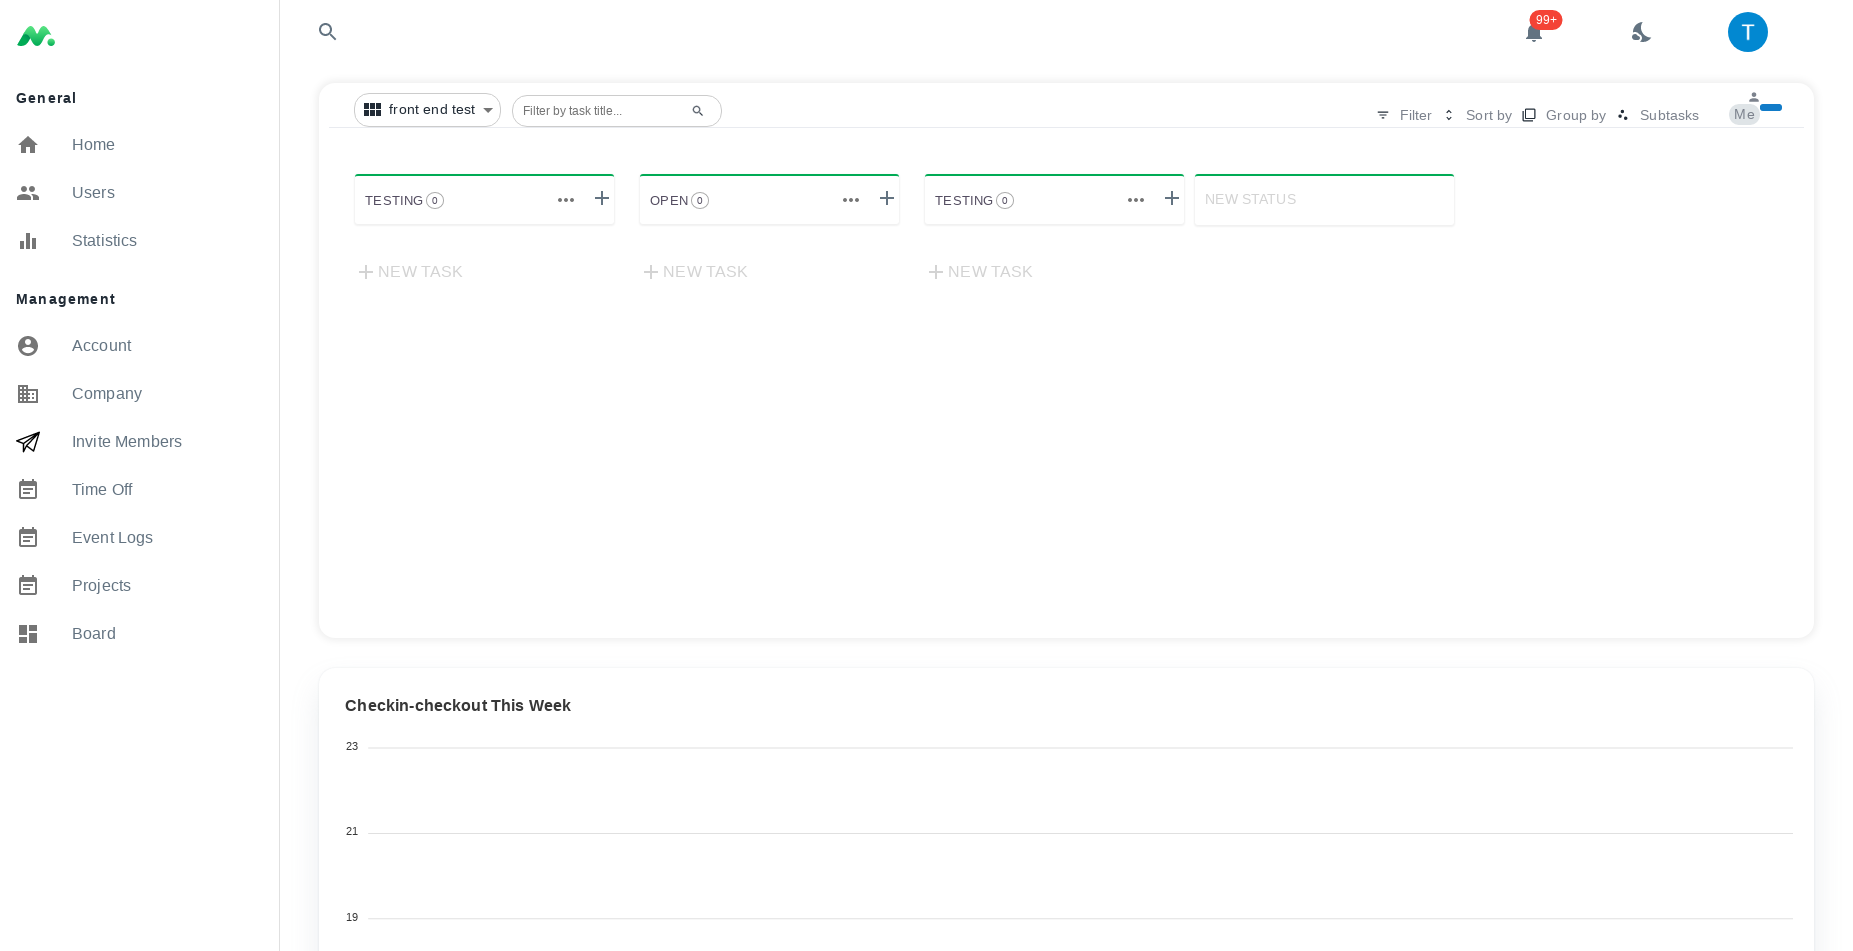 99+
T
General
Home
Users
Statistics
Management
Account
Company
Invite Members
Time Off
Event Logs
Projects
Board
front end test
Filter by task title...
Filter
Sort by
Group by
Subtasks
Me
TESTING 0
OPEN 0
TESTING 0
NEW STATUS
NEW TASK
NEW TASK
NEW TASK
Checkin-checkout This Week
23
21
19